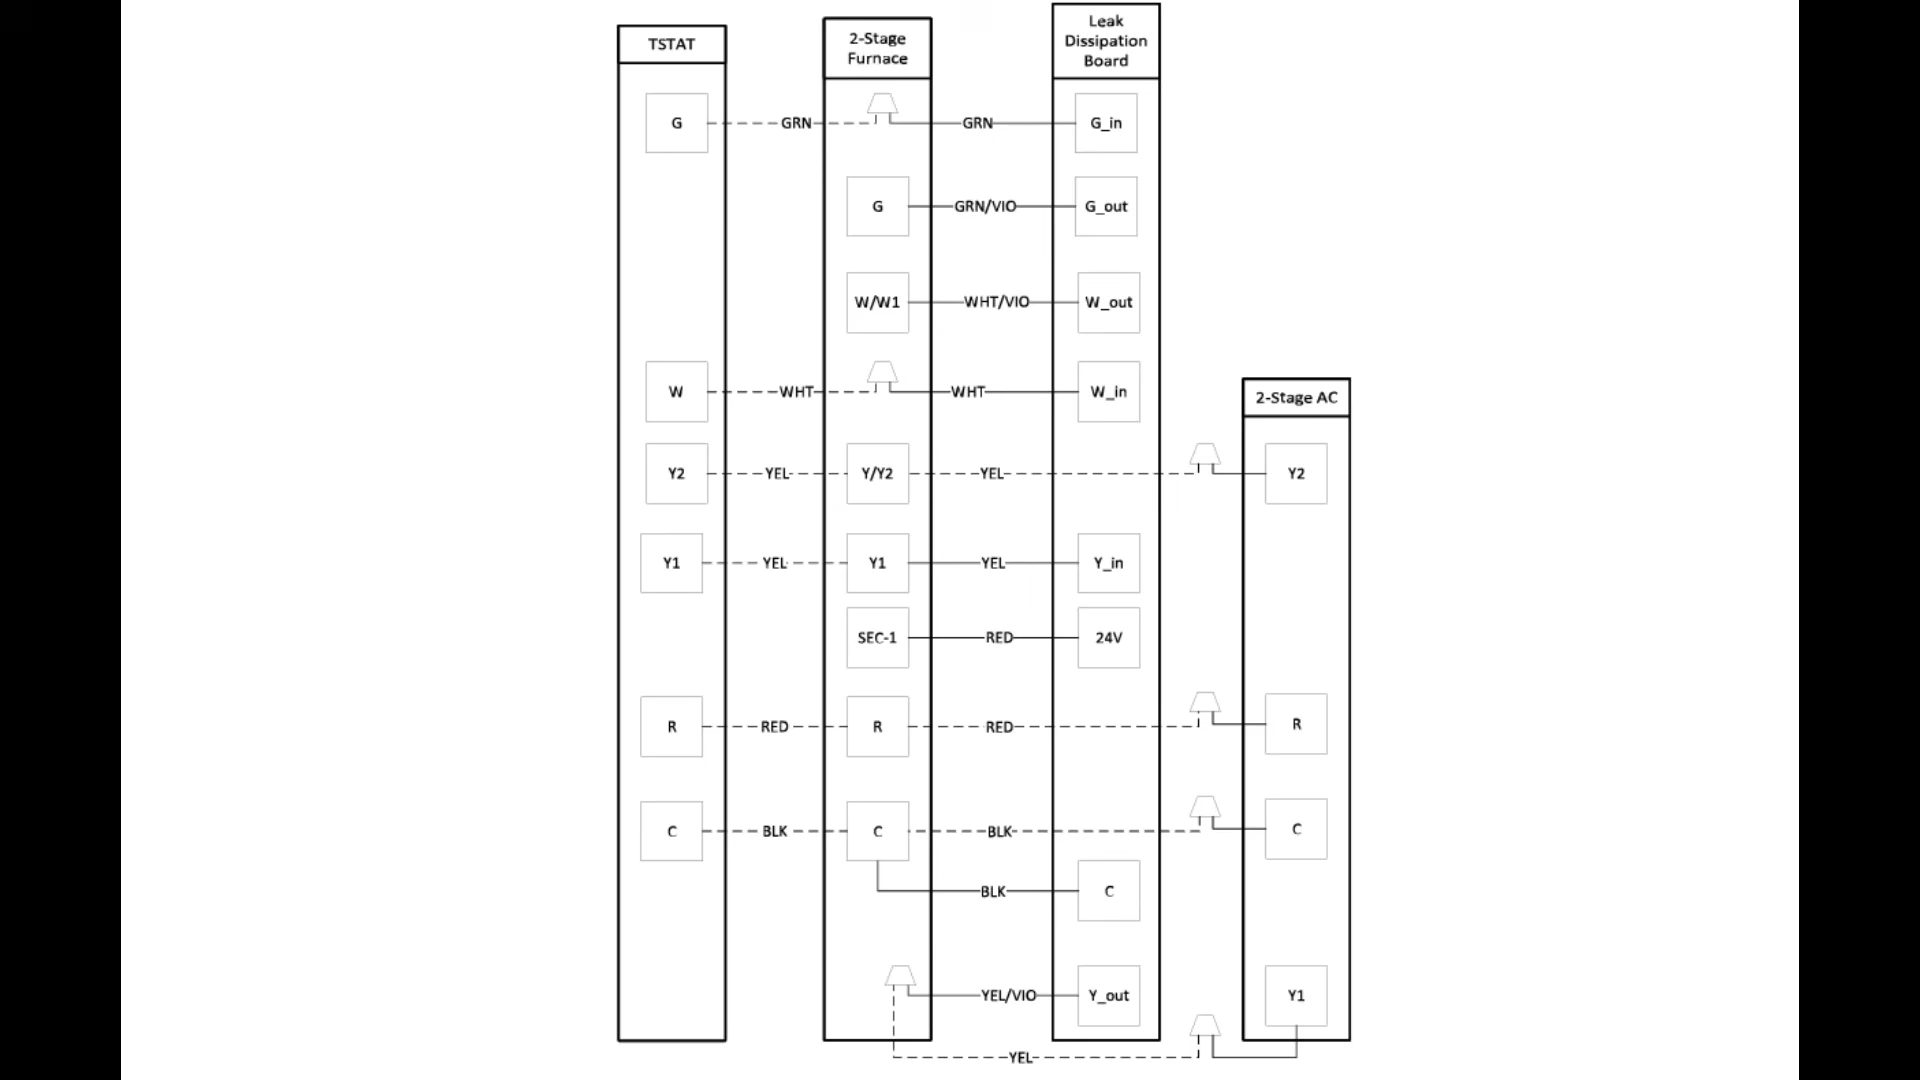 TSTAT
2-Stage
Furnace
Leak
Dissipation
Board
G
GRN
GRN
G_in
G
GRN/VIO
G_out
W/W1
WHT/VIO
W_out
W
WHT
WHT
W_in
2-Stage AC
Y2
YEL
Y/Y2
YEL
Y2
Y1
YEL
Y1
YEL
Y_in
SEC-1
RED
24V
R
RED
R
RED
R
C
BLK
C
BLK
C
BLK
C
YEL/VIO
Y_out
Y1
YEL